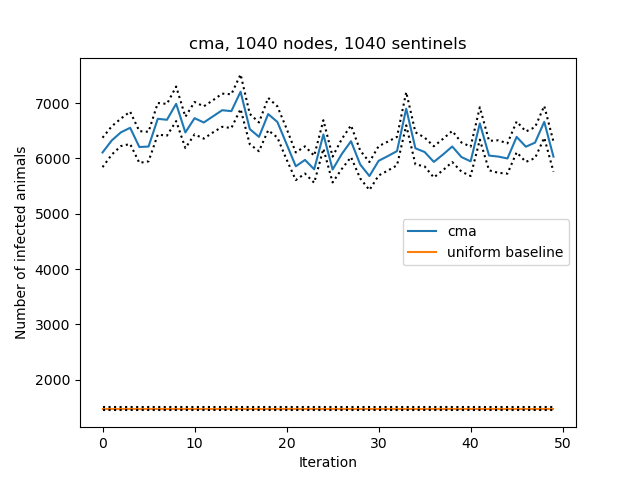 cma, 1040 nodes, 1040 sentinels
7000
6000
5000
4000
3000
2000
Number of infected animals
cma
uniform baseline
0
10
20
30
40
50
Iteration